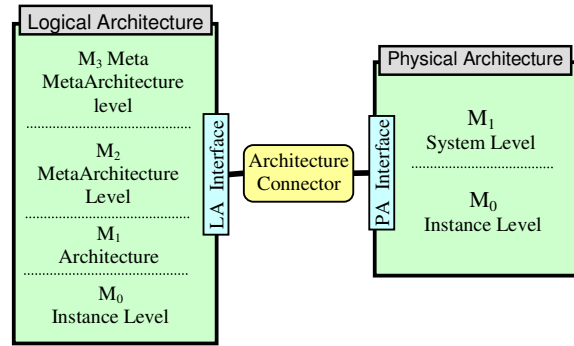 Logical Architecture
M₃ Meta
MetaArchitecture
level
M₂
MetaArchitecture
Level
M₁
Architecture
M₀
Instance Level
LA Interface
Architecture
Connector
PA Interface
Physical Architecture
M₁
System Level
M₀
Instance Level